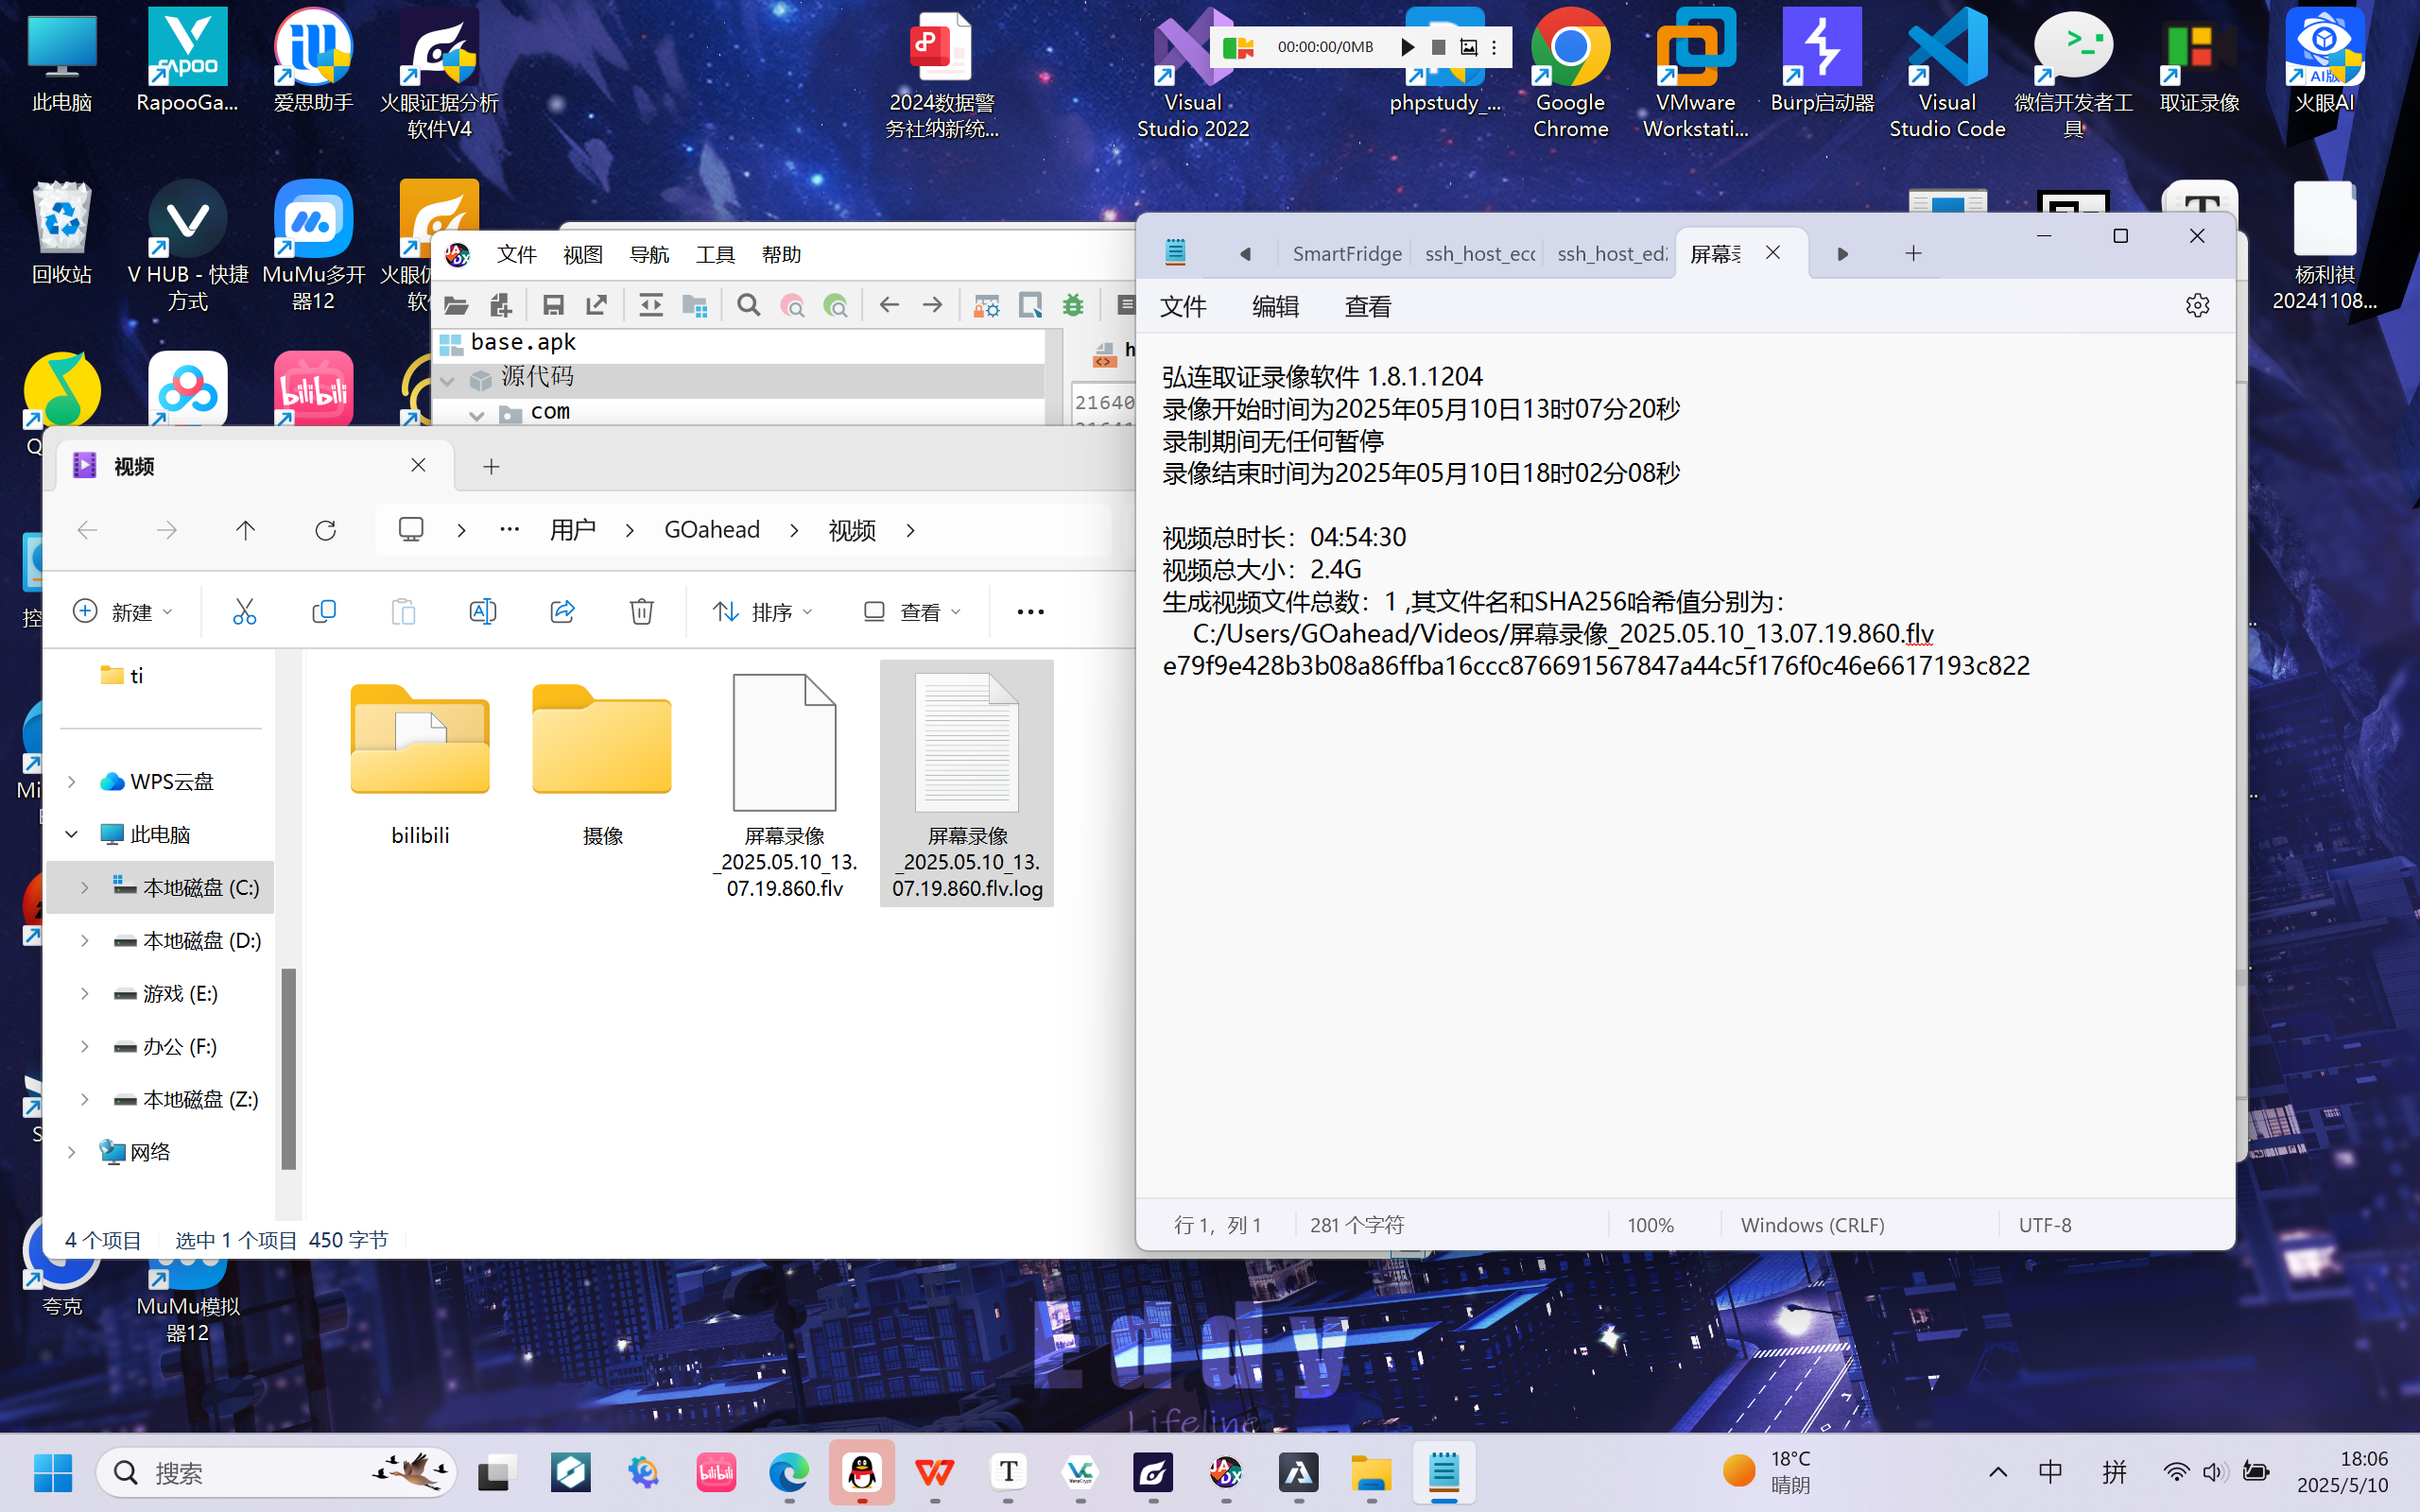 此电脑
RapooGa...
爱思助手
火眼证据分析
软件V4
2024数据警
务社纳新统...
Visual
Studio 2022
00:00:00/0MB
phpstudy_...
Google
Chrome
VMware
Workstati...
Burp启动器
Visual
Studio Code
微信开发者工
具
取证录像
火眼AI
回收站
V HUB - 快捷
方式
MuMu多开
器12
杨利祺
20241108...
文件 视图 导航 工具 帮助
base.apk
源代码
com
21640
SmartFridge
ssh_host_ecc
ssh_host_ed
屏幕
文件 编辑 查看
弘连取证录像软件 1.8.1.1204
录像开始时间为2025年05月10日13时07分20秒
录制期间无任何暂停
录像结束时间为2025年05月10日18时02分08秒
视频总时长：04:54:30
视频总大小：2.4G
生成视频文件总数：1 ,其文件名和SHA256哈希值分别为：
C:/Users/GOahead/Videos/屏幕录像_2025.05.10_13.07.19.860.flv
e79f9e428b3b08a86ffba16ccc876691567847a44c5f176f0c46e6617193c822
行 1，列 1
281 个字符
100%
Windows (CRLF)
UTF-8
视频
用户 GOahead 视频
新建
排序
查看
ti
WPS云盘
此电脑
本地磁盘 (C:)
本地磁盘 (D:)
游戏 (E:)
办公 (F:)
本地磁盘 (Z:)
网络
bilibili
摄像
屏幕录像
_2025.05.10_13.
07.19.860.flv
屏幕录像
_2025.05.10_13.
07.19.860.flv.log
4 个项目
选中 1 个项目 450 字节
夸克
MuMu模拟
器12
Eddy
Lifeline
搜索
18°C
晴朗
中
拼
18:06
2025/5/10